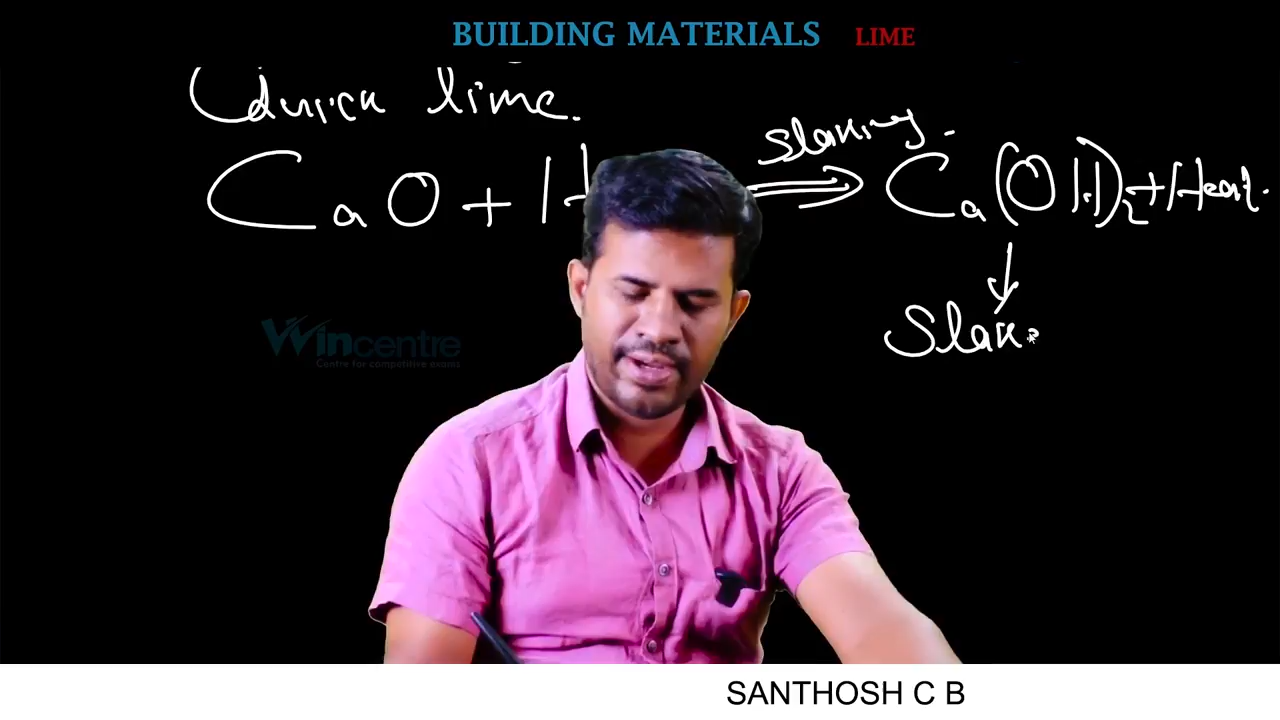 BUILDING MATERIALS LIME
Quick lime.
slaking.
CaO + H ⇒ Ca(OH)2 + Heat.
↓
Slak
Wincentre
Centre for competitive exams
SANTHOSH C B